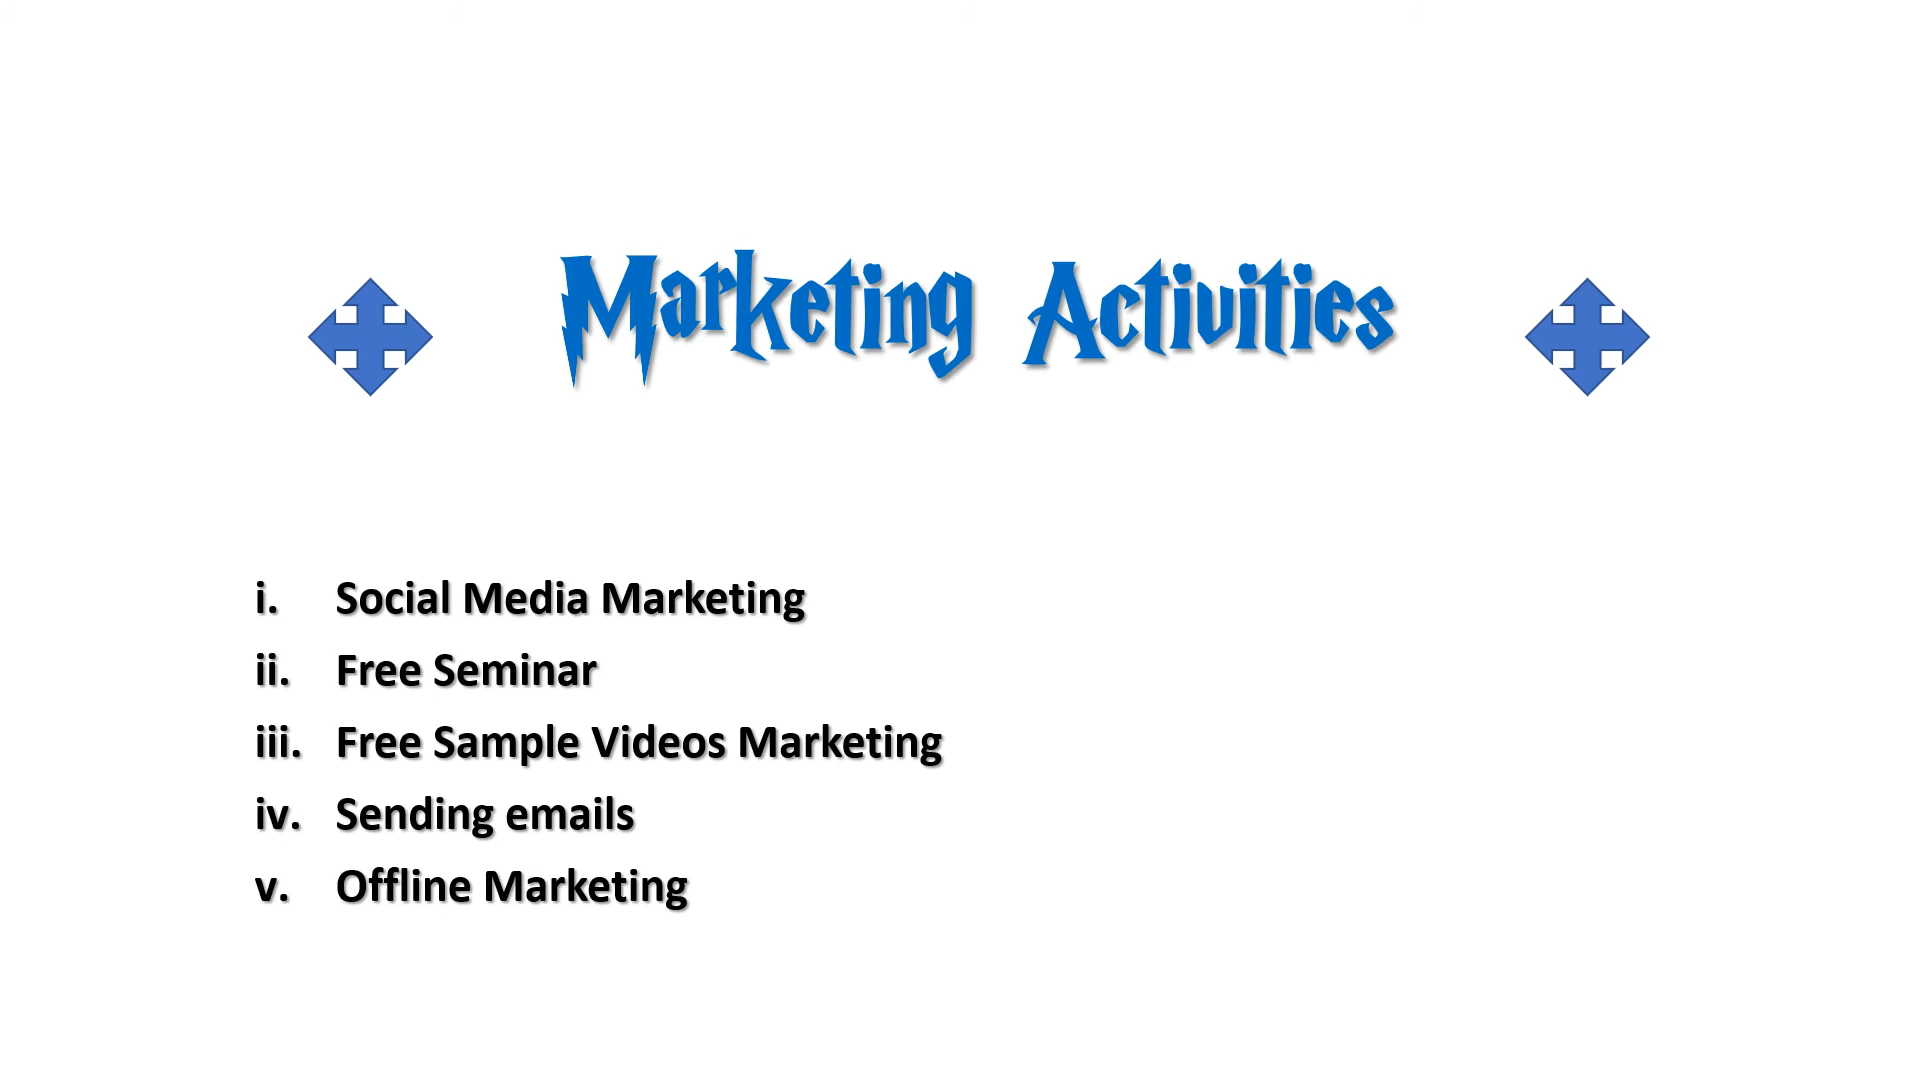 Marketing Activities
i. Social Media Marketing
ii. Free Seminar
iii. Free Sample Videos Marketing
iv. Sending emails
v. Offline Marketing